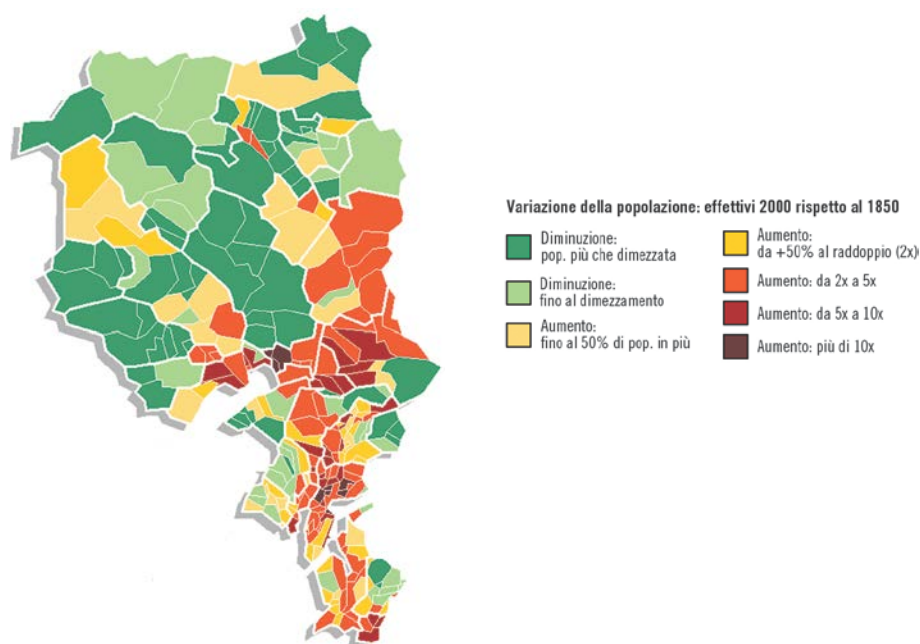 Variazione della popolazione: effettivi 2000 rispetto al 1850
Diminuzione:
pop. più che dimezzata
Diminuzione:
fino al dimezzamento
Aumento:
fino al 50% di pop. in più
Aumento:
da +50% al raddoppio (2x)
Aumento: da 2x a 5x
Aumento: da 5x a 10x
Aumento: più di 10x